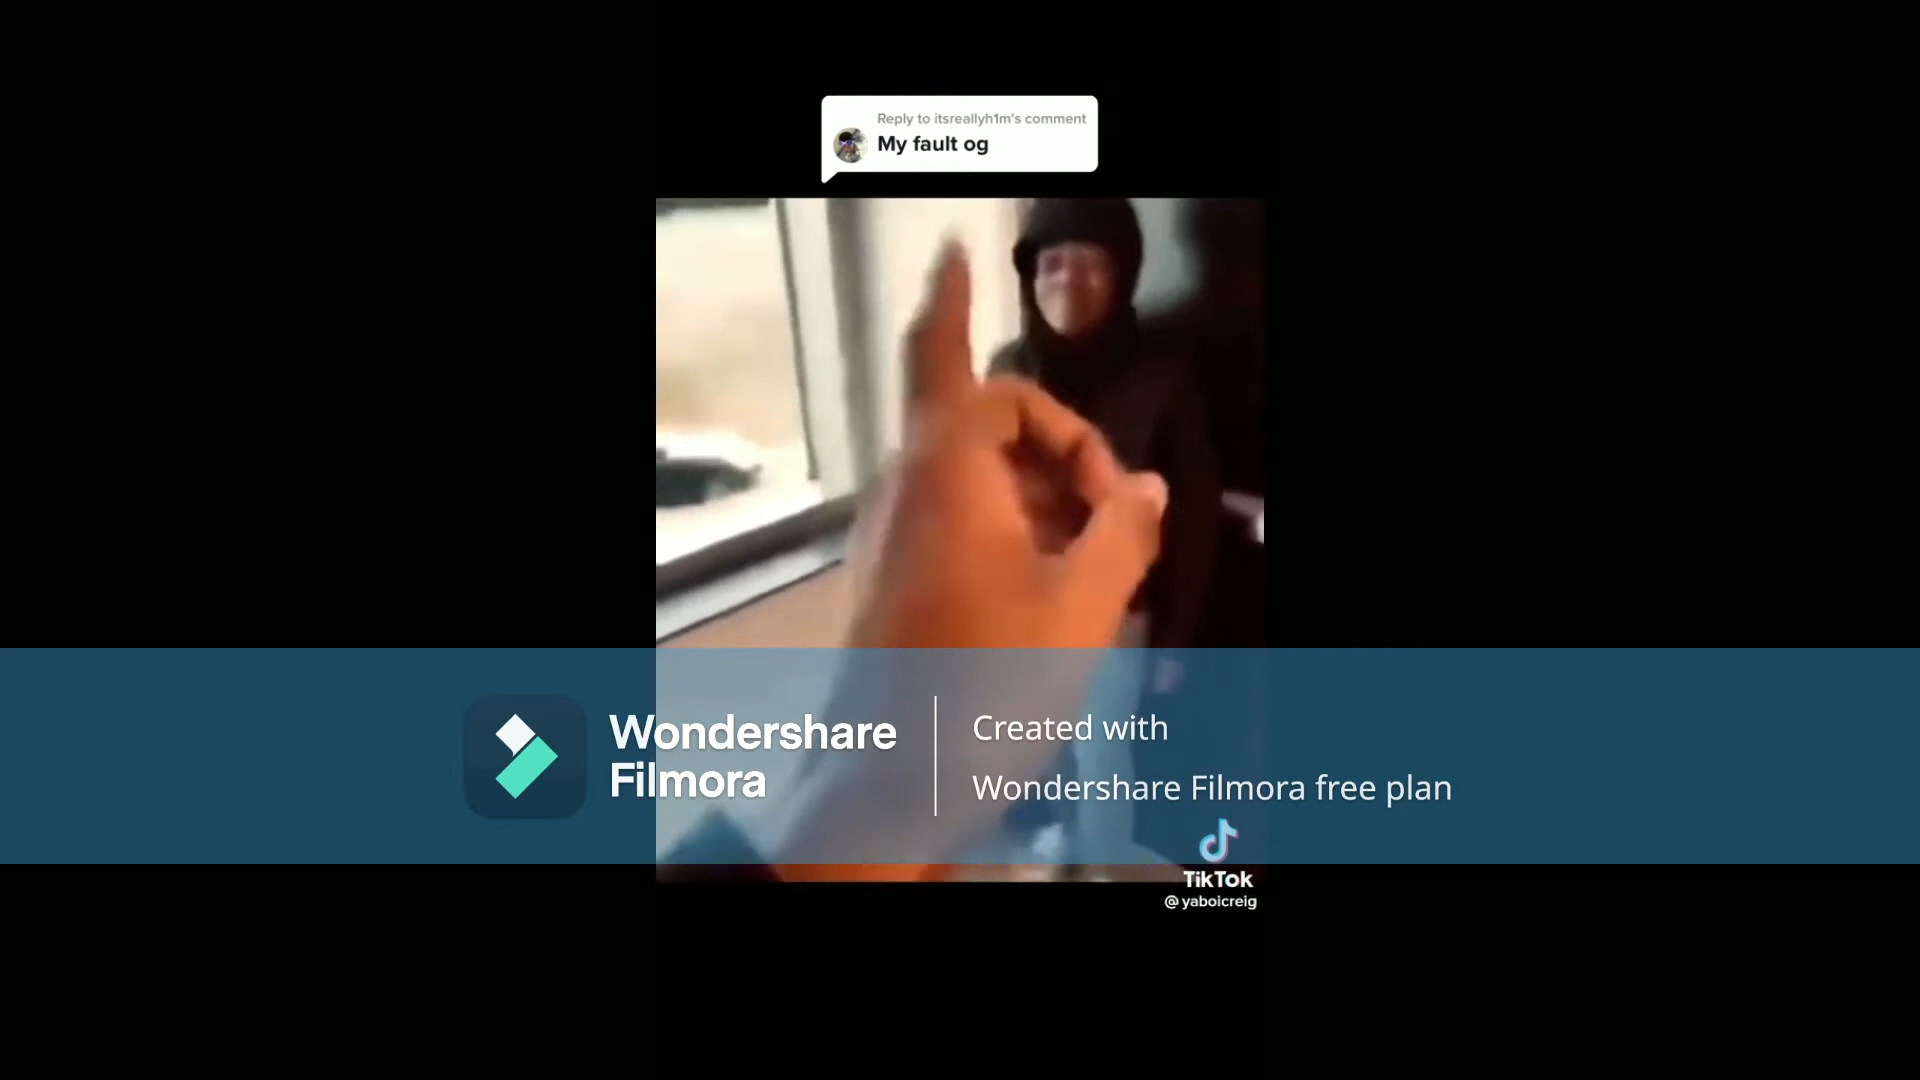 Reply to itsreallyh1m's comment
My fault og
Wondershare
Filmora
Created with
Wondershare Filmora free plan
TikTok
@yaboicreig